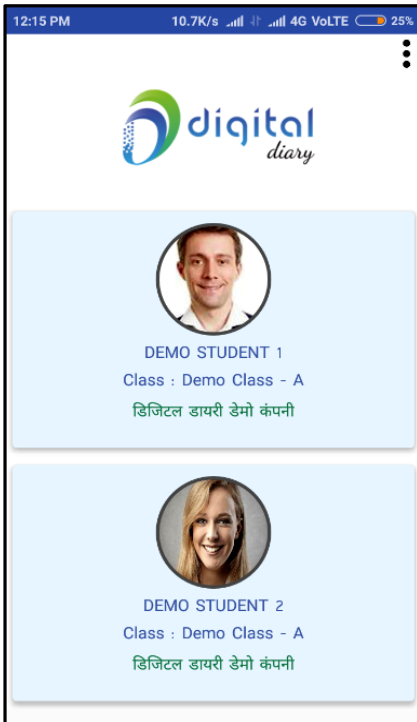 12:15 PM 10.7K/s 4G VoLTE 25%
digital
diary
DEMO STUDENT 1
Class : Demo Class - A
डिजिटल डायरी डेमो कंपनी
DEMO STUDENT 2
Class : Demo Class - A
डिजिटल डायरी डेमो कंपनी